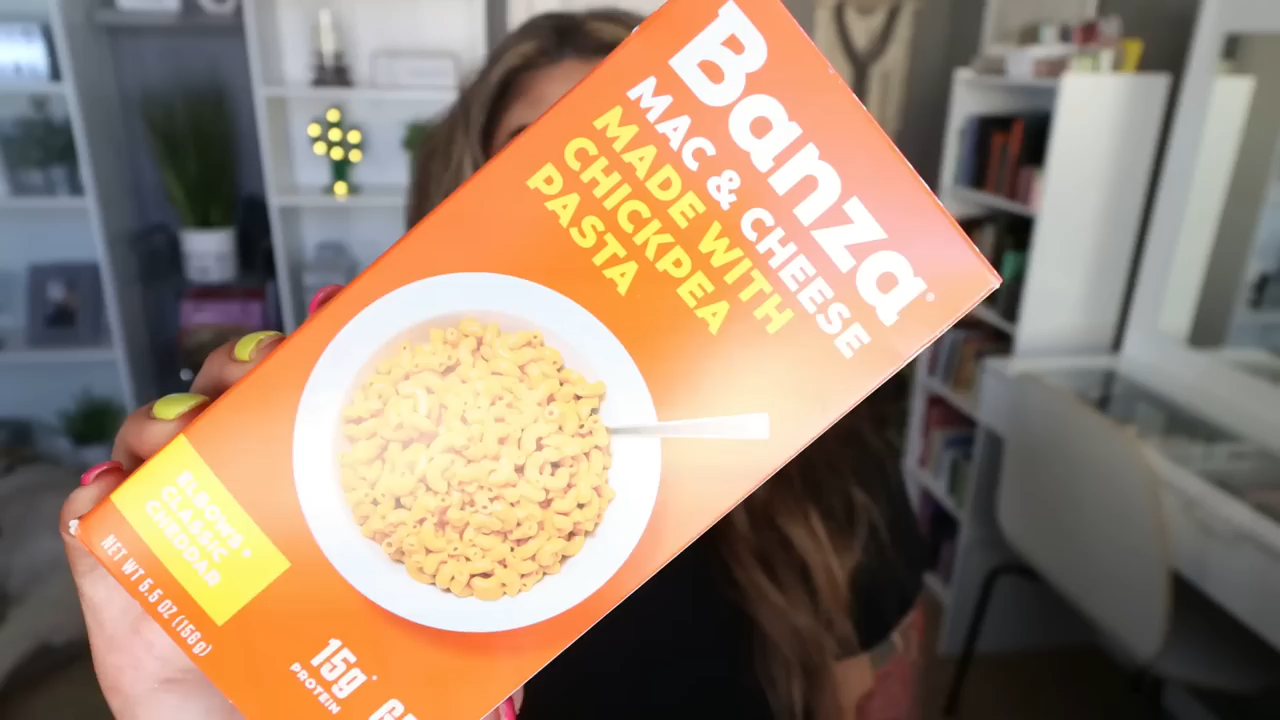 Banza
MAC & CHEESE
MADE WITH
CHICKPEA
PASTA
ELBOWS +
CLASSIC
CHEDDAR
NET WT 5.5 OZ (156g)
15g*
PROTEIN